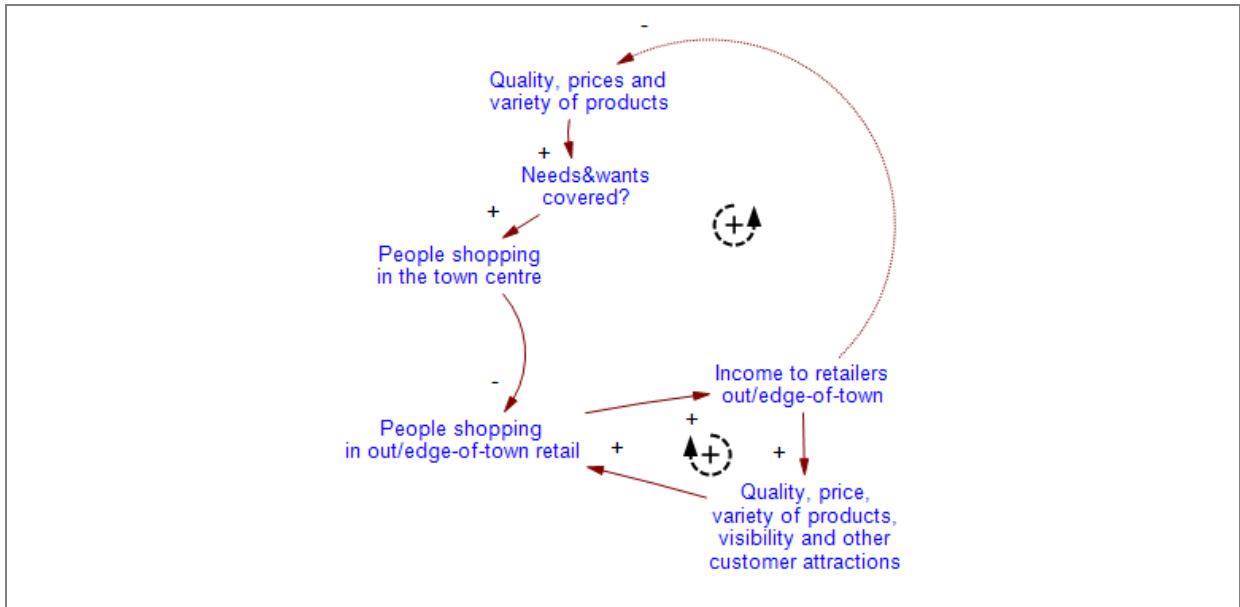 -
Quality, prices and
variety of products
+
Needs&wants
covered?
+
People shopping
in the town centre
+
-
Income to retailers
out/edge-of-town
People shopping
in out/edge-of-town retail
+
+
+
+
Quality, price,
variety of products,
visibility and other
customer attractions